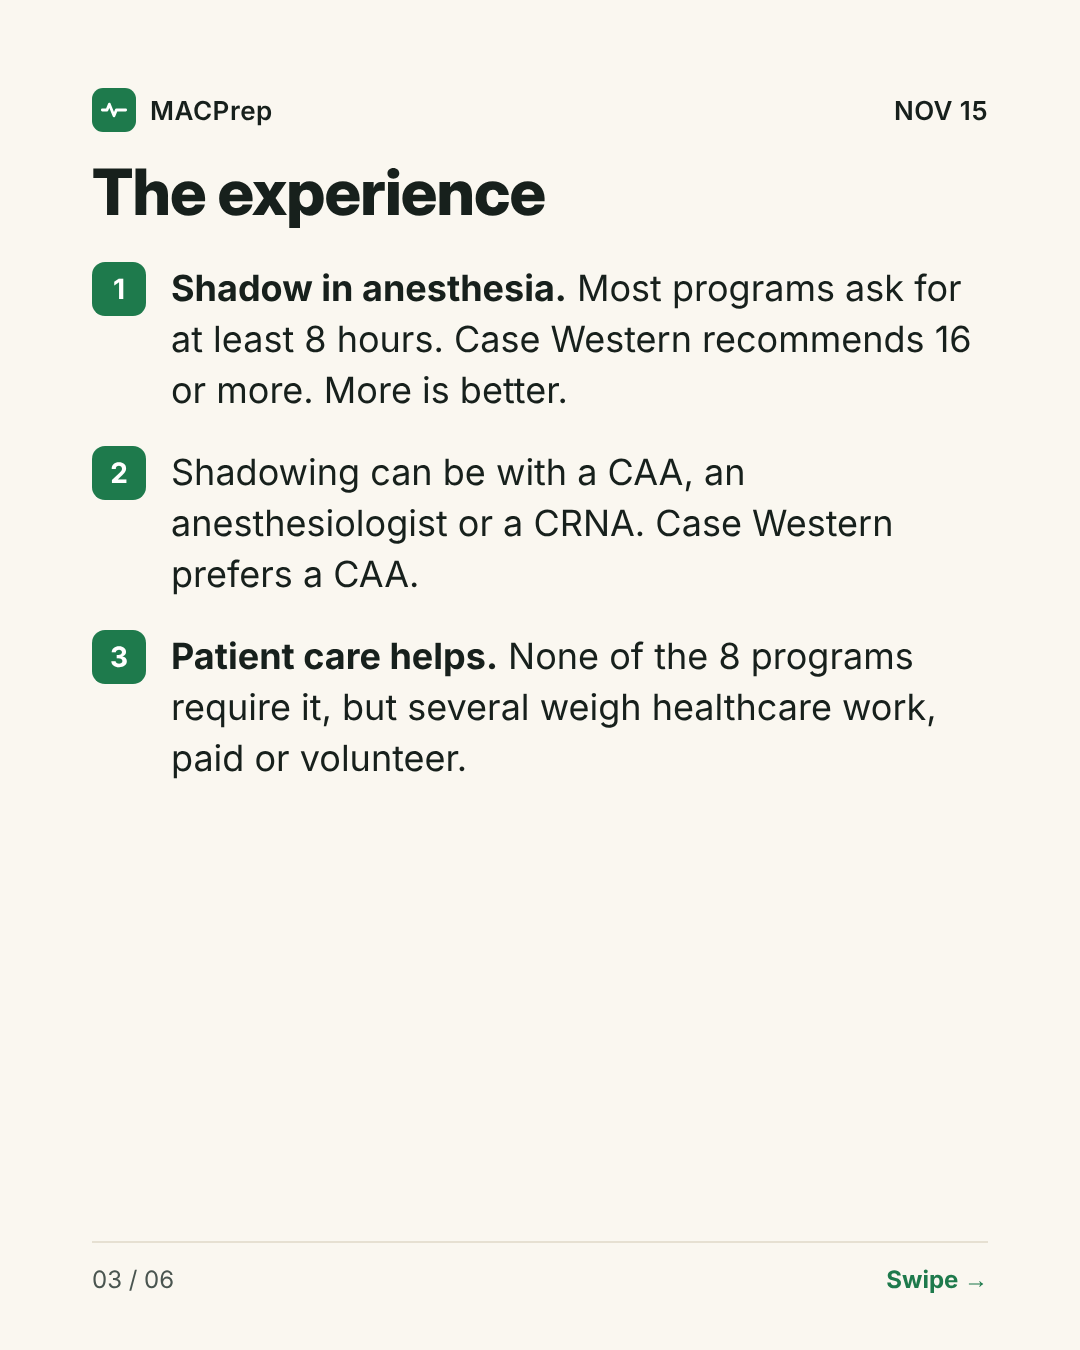 MACPrep
NOV 15
The experience
1
Shadow in anesthesia. Most programs ask for
at least 8 hours. Case Western recommends 16
or more. More is better.
2
Shadowing can be with a CAA, an
anesthesiologist or a CRNA. Case Western
prefers a CAA.
3
Patient care helps. None of the 8 programs
require it, but several weigh healthcare work,
paid or volunteer.
03 / 06
Swipe →